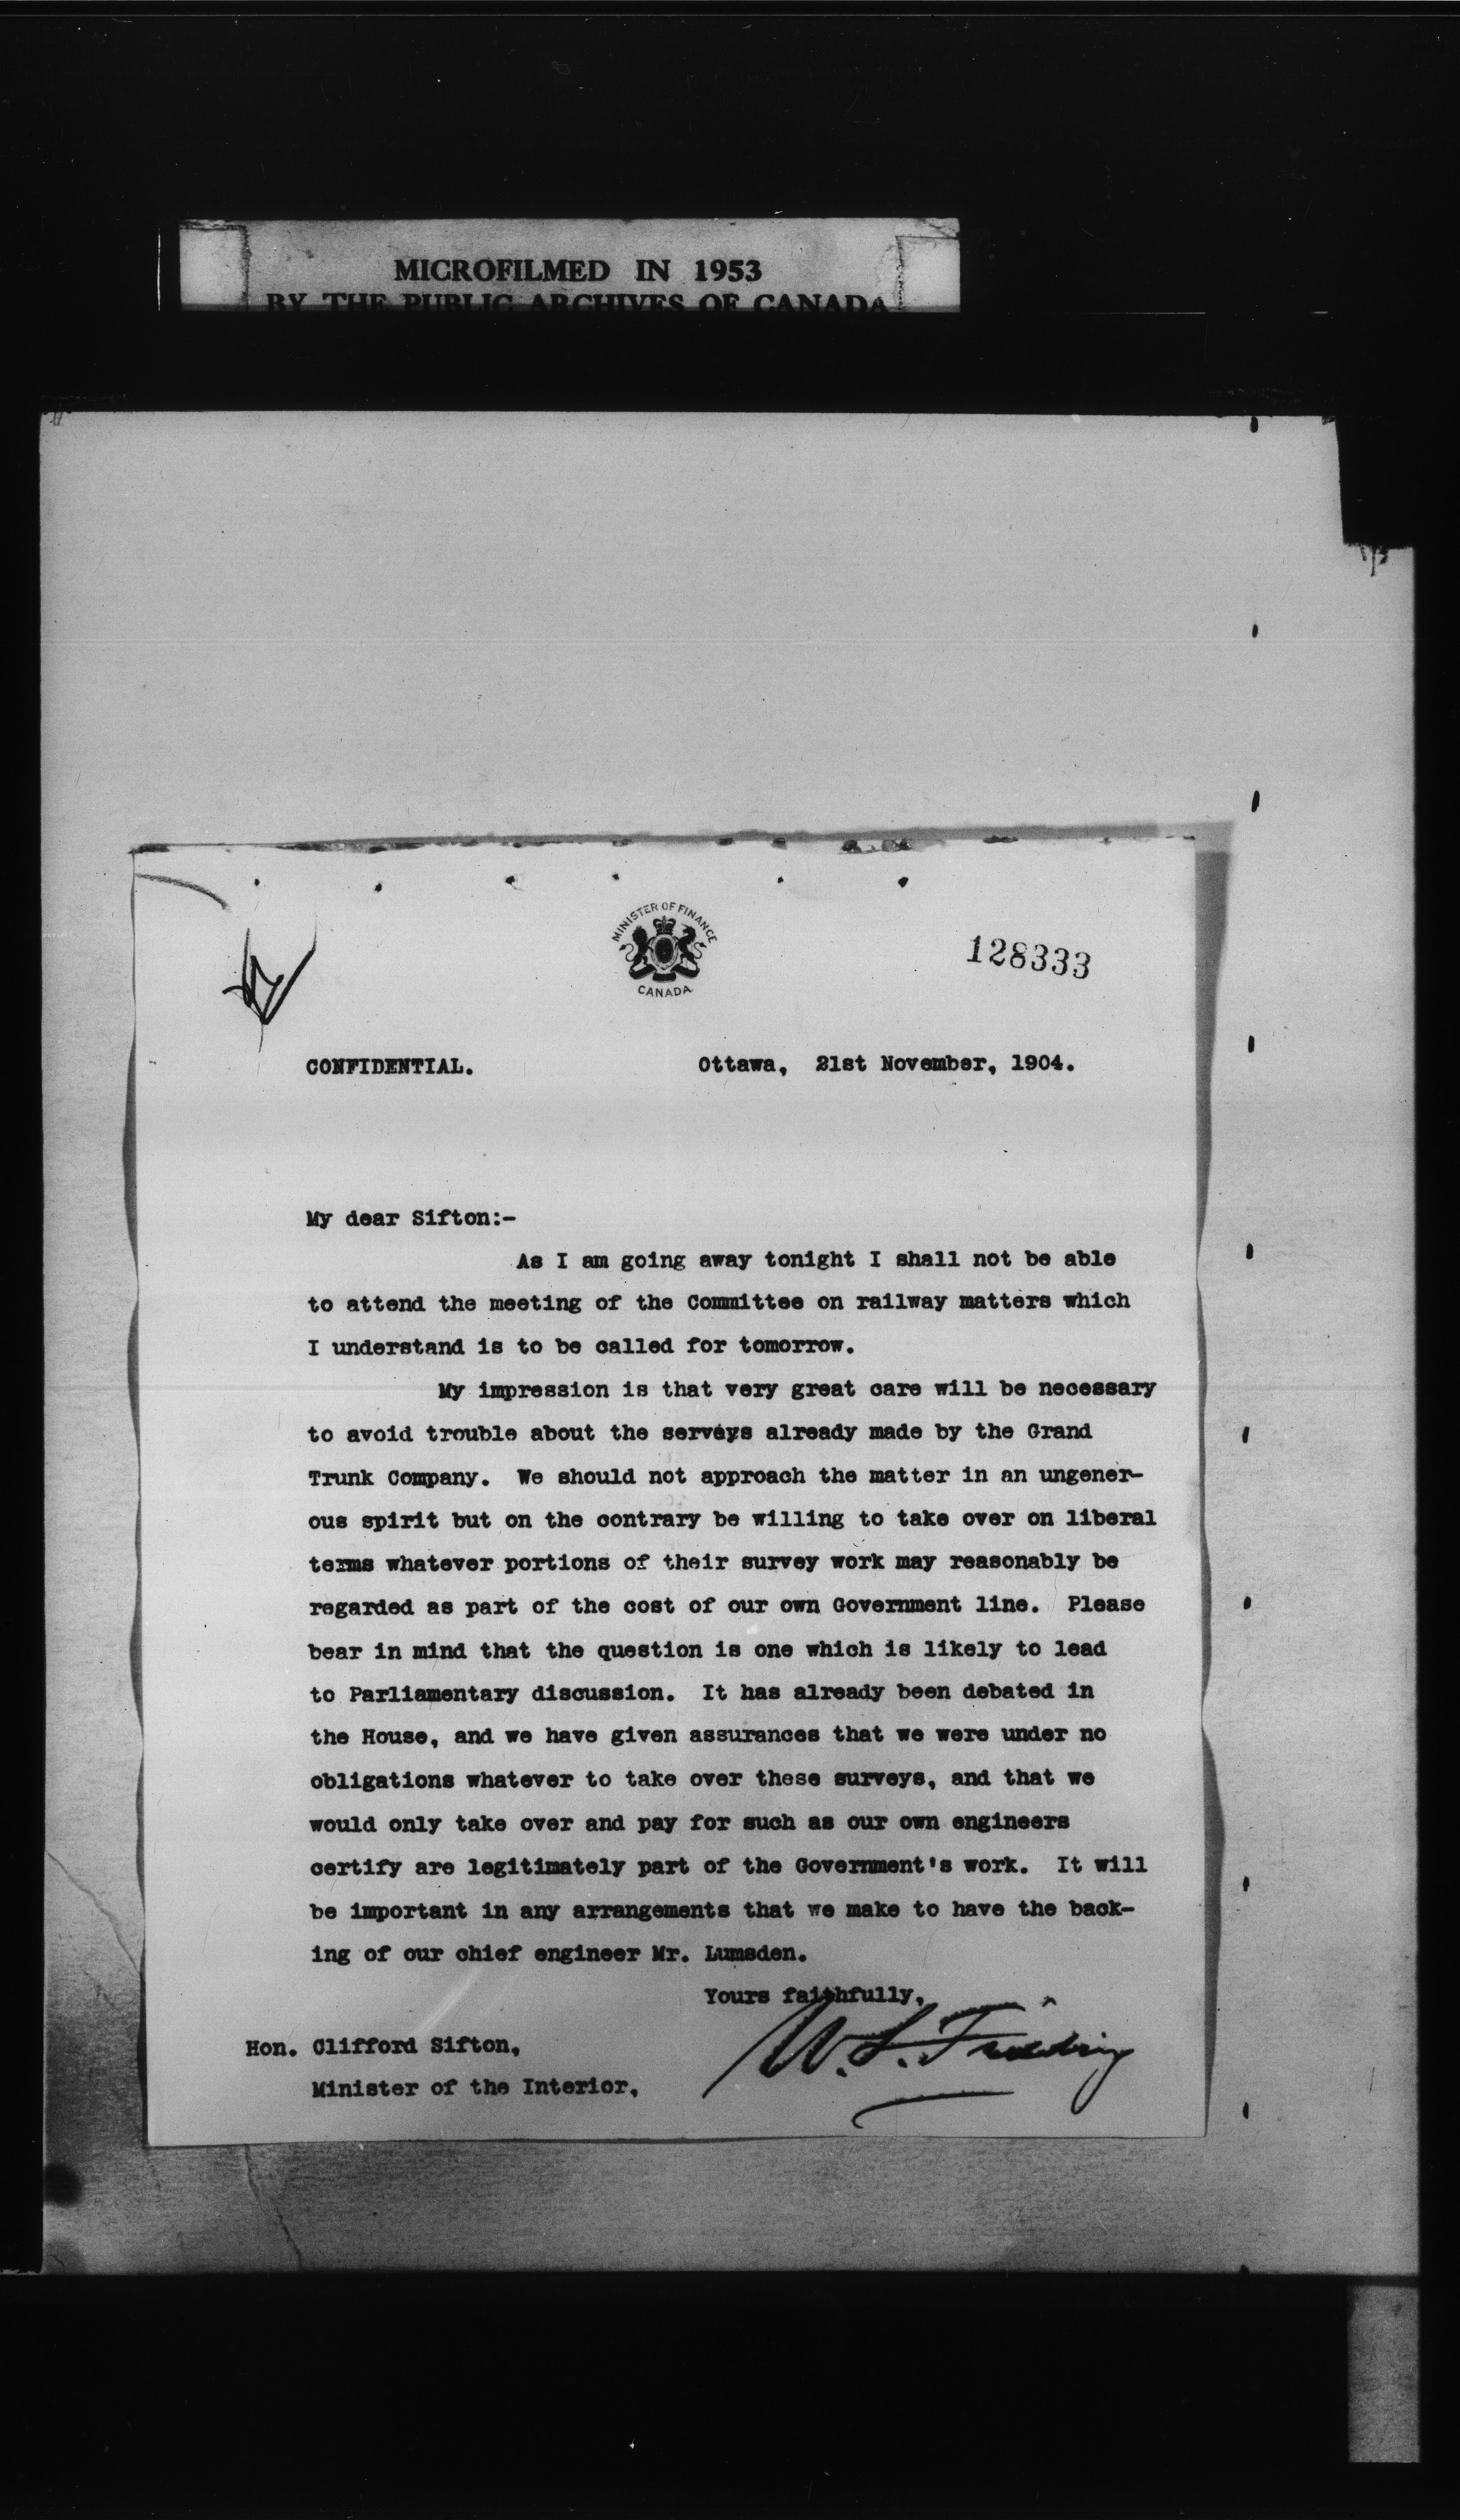 MICROFILMED IN 1953
BY THE PUBLIC ARCHIVES OF CANADA
MINISTER OF FINANCE
CANADA
128333
CONFIDENTIAL. Ottawa, 21st November, 1904.
My dear Sifton:-
As I am going away tonight I shall not be able
to attend the meeting of the Committee on railway matters which
I understand is to be called for tomorrow.
My impression is that very great care will be necessary
to avoid trouble about the serveys already made by the Grand
Trunk Company. We should not approach the matter in an ungener-
ous spirit but on the contrary be willing to take over on liberal
terms whatever portions of their survey work may reasonably be
regarded as part of the cost of our own Government line. Please
bear in mind that the question is one which is likely to lead
to Parliamentary discussion. It has already been debated in
the House, and we have given assurances that we were under no
obligations whatever to take over these surveys, and that we
would only take over and pay for such as our own engineers
certify are legitimately part of the Government's work. It will
be important in any arrangements that we make to have the back-
ing of our chief engineer Mr. Lumsden.
Yours faithfully,
W. S. Fielding
Hon. Clifford Sifton,
Minister of the Interior,